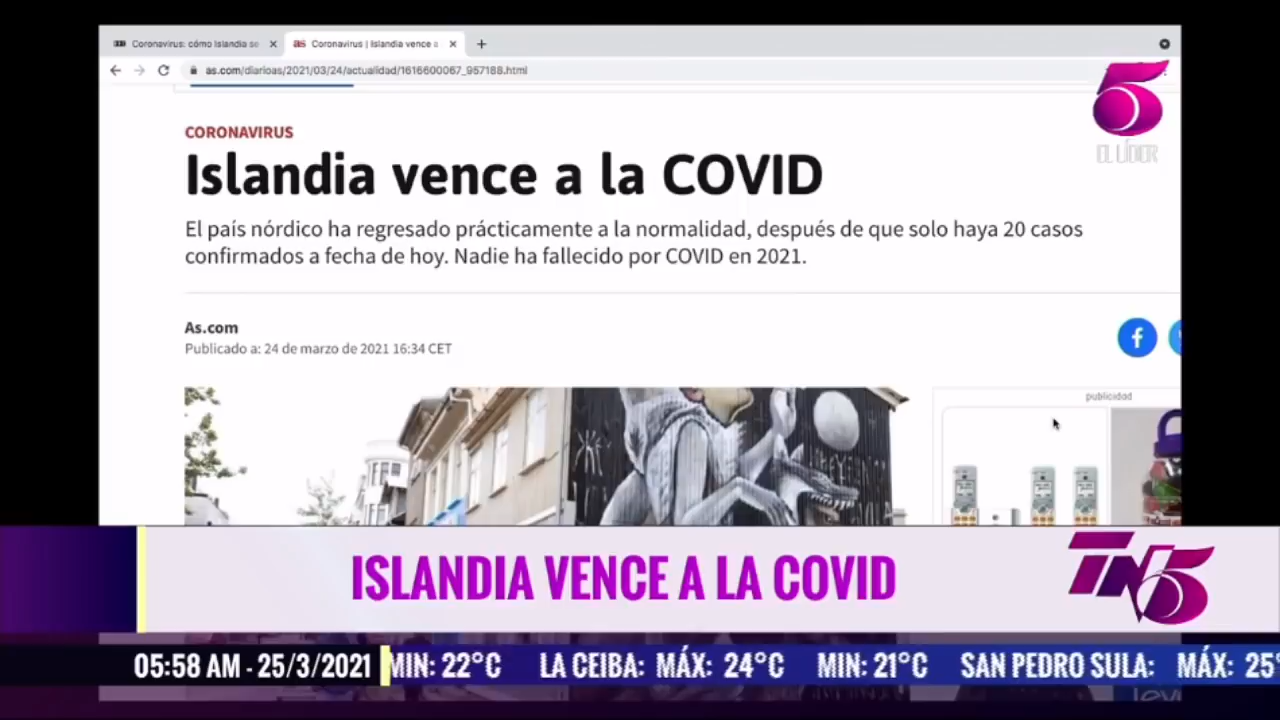 Coronavirus: cómo Islandia se
as Coronavirus | Islandia vence a
as.com/diarioas/2021/03/24/actualidad/1616600067_957188.html
5
EL LÍDER
CORONAVIRUS
Islandia vence a la COVID
El país nórdico ha regresado prácticamente a la normalidad, después de que solo haya 20 casos
confirmados a fecha de hoy. Nadie ha fallecido por COVID en 2021.
As.com
Publicado a: 24 de marzo de 2021 16:34 CET
publicidad
ISLANDIA VENCE A LA COVID
TN5
05:58 AM - 25/3/2021
MIN: 22°C LA CEIBA: MÁX: 24°C MIN: 21°C SAN PEDRO SULA: MÁX: 25°